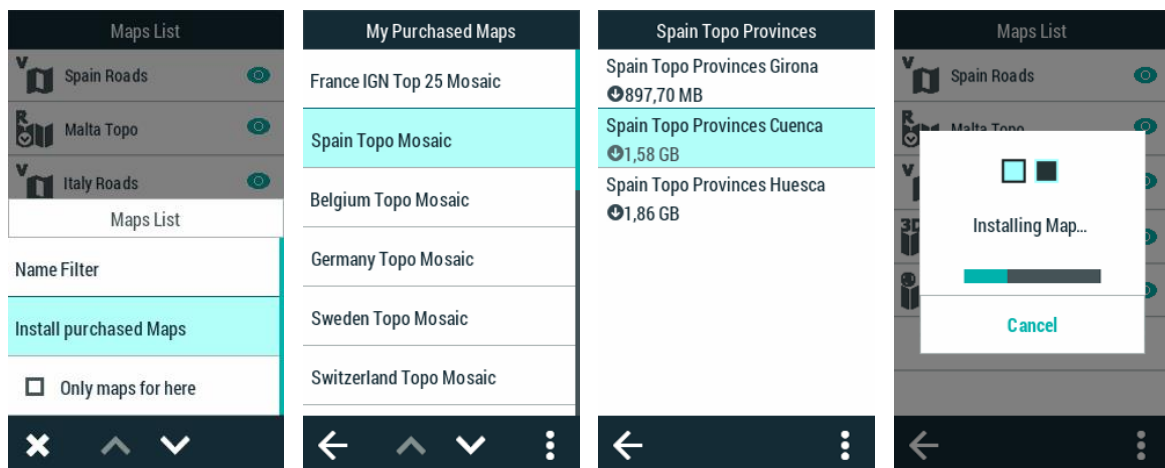 Maps List
V
Spain Roads
R
Malta Topo
V
Italy Roads
Maps List
Name Filter
Install purchased Maps
Only maps for here
My Purchased Maps
France IGN Top 25 Mosaic
Spain Topo Mosaic
Belgium Topo Mosaic
Germany Topo Mosaic
Sweden Topo Mosaic
Switzerland Topo Mosaic
Spain Topo Provinces
Spain Topo Provinces Girona
897,70 MB
Spain Topo Provinces Cuenca
1,58 GB
Spain Topo Provinces Huesca
1,86 GB
Maps List
V
Spain Roads
R
Malta Topo
V
3D
Installing Map...
Cancel